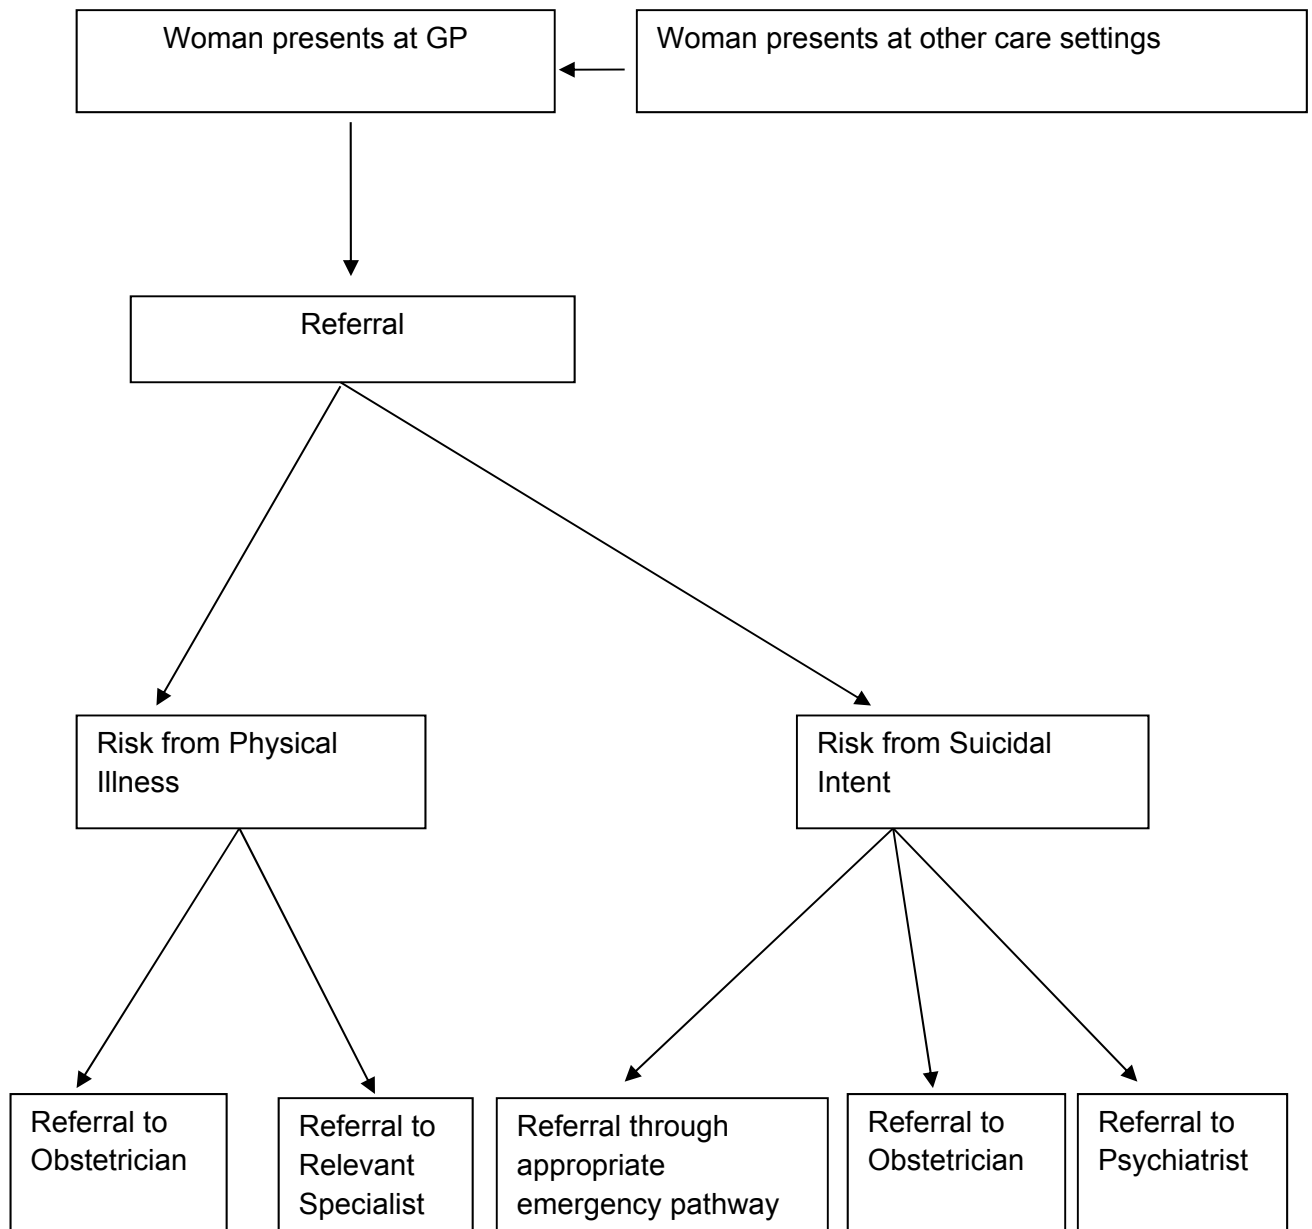 Woman presents at GP
Woman presents at other care settings
Referral
Risk from Physical
Illness
Risk from Suicidal
Intent
Referral to
Obstetrician
Referral to
Relevant
Specialist
Referral through
appropriate
emergency pathway
Referral to
Obstetrician
Referral to
Psychiatrist